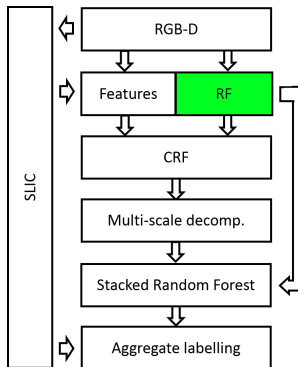 RGB-D
SLIC
Features
RF
CRF
Multi-scale decomp.
Stacked Random Forest
Aggregate labelling